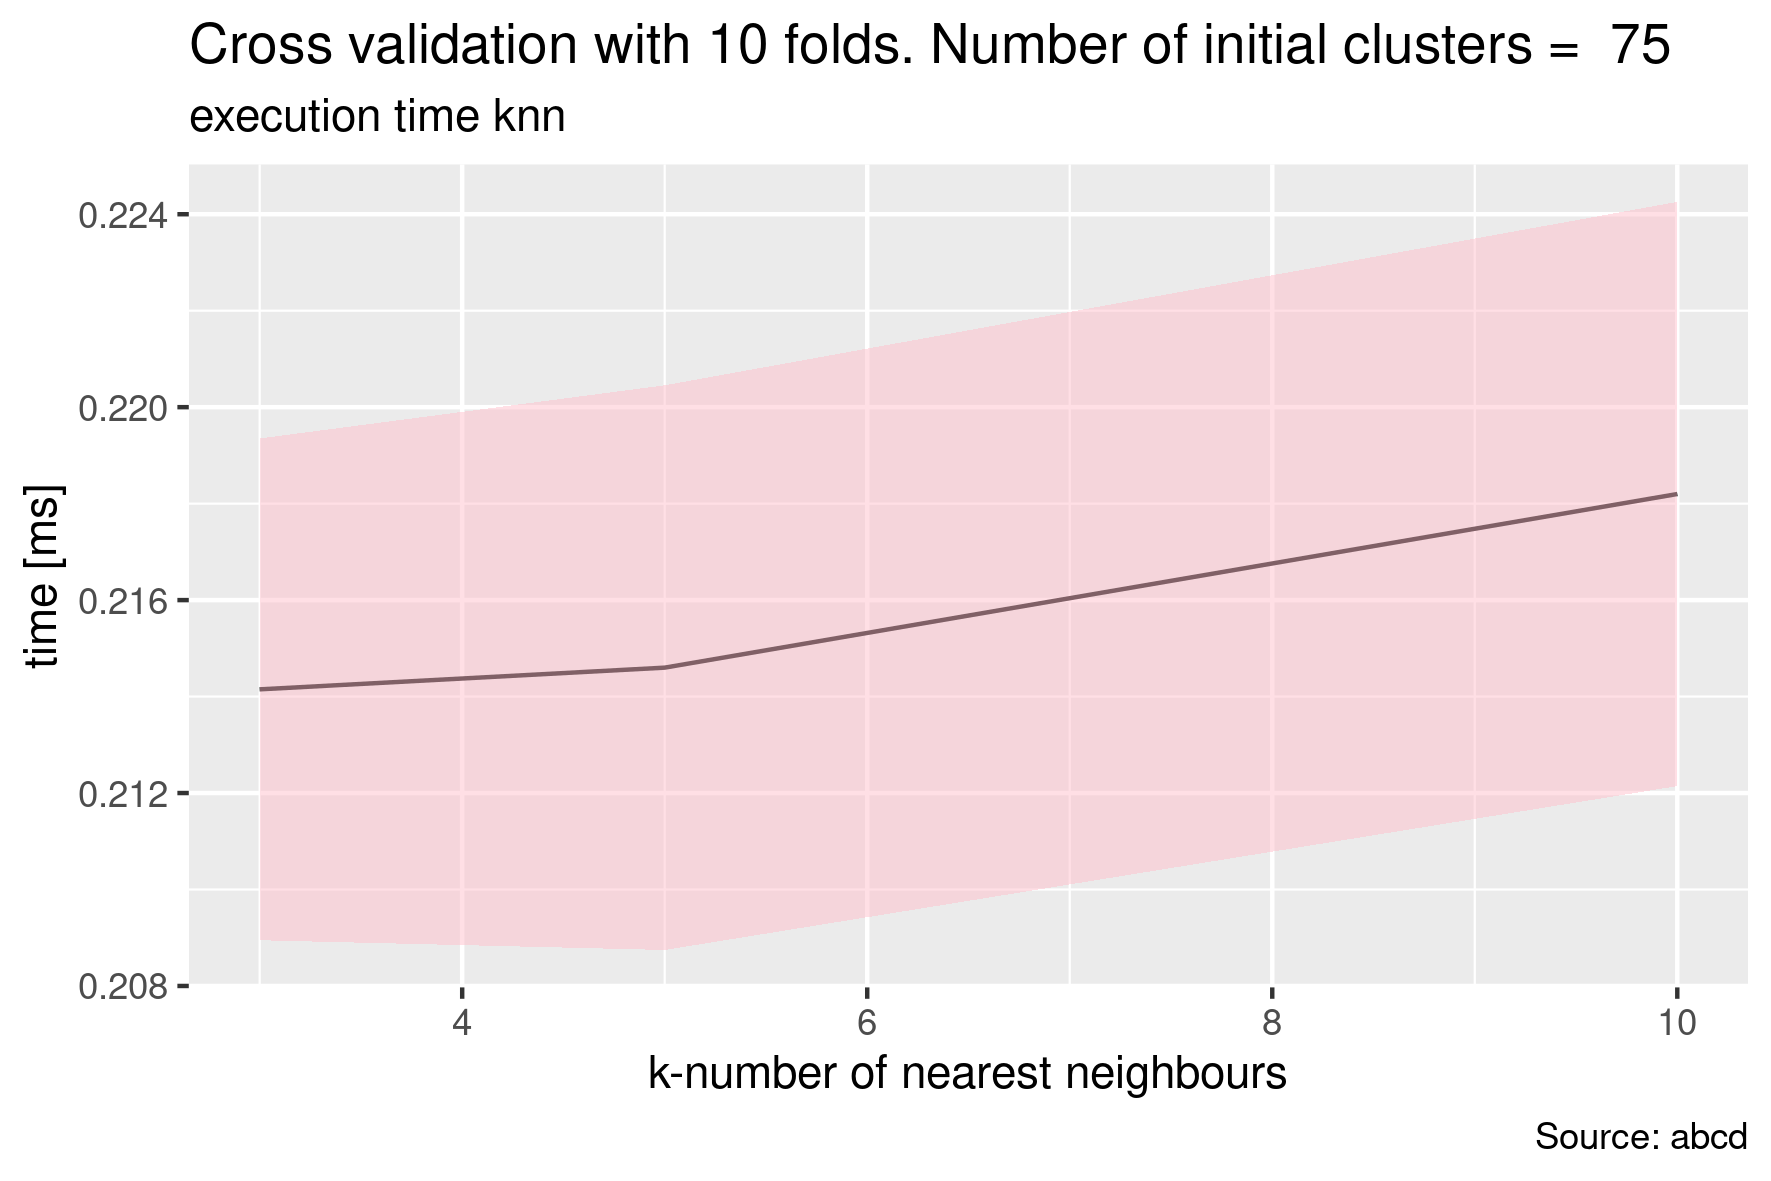 Cross validation with 10 folds. Number of initial clusters =  75
execution time knn
0.224
0.220
0.216
0.212
0.208
time [ms]
4 6 8 10
k-number of nearest neighbours
Source: abcd